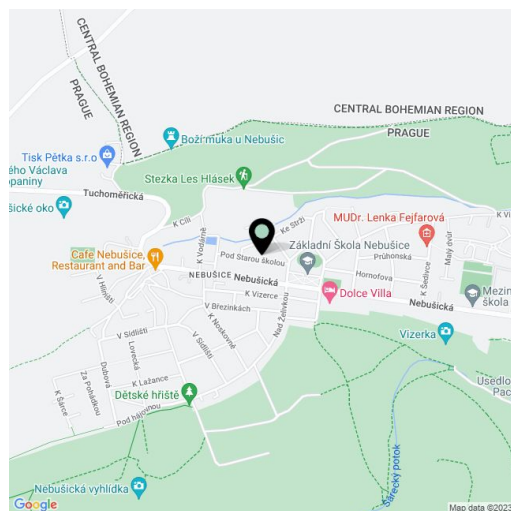 CENTRAL BOHEMIAN REGION
PRAGUE
CENTRAL BOHEMIAN REGION
PRAGUE
Boží muka u Nebušic
Tisk Pětka s.r.o
ého Václava
opaniny
Stezka Les Hlásek
Tuchoměřická
šické oko
K Cíli
K Vodárně
Ke Strži
MUDr. Lenka Fejfarová
K Vi
Základní Škola Nebušice
Malý dvůr
Cafe Nebušice,
Restaurant and Bar
Pod Starou školou
Průhonská
Hornofova
K Šedivce
NEBUŠICE
Nebušická
Mezin
škola
K Vizerce
Dolce Villa
Nebušická
V Březinkách
Nad Želivkou
V Sídlišti
K Noskovně
Vizerka
Lovecká
V Sídlišti
Dubová
K Lažance
Za Pohádkou
K Šárce
Dětské hřiště
Pod hájovnou
Usedlo
Pac
Šárecký potok
Nebušická vyhlídka
Google
Map data ©2023